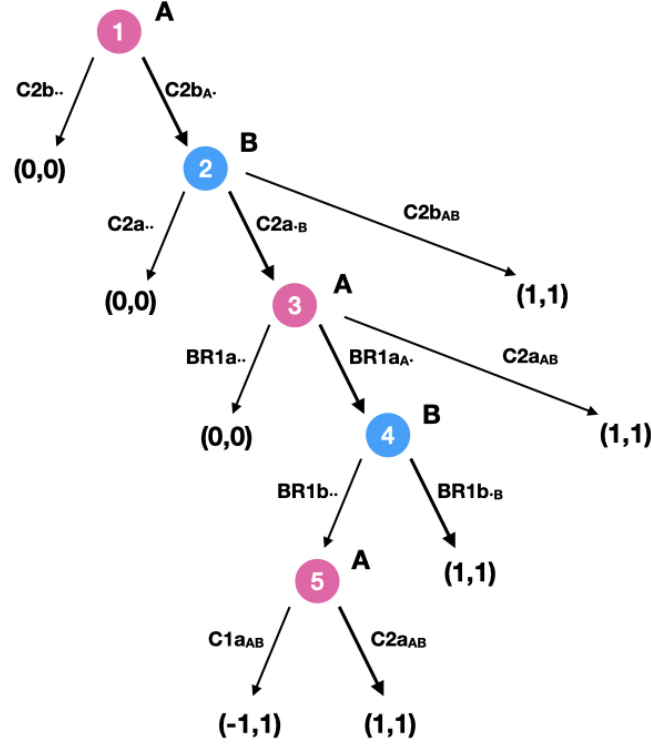 1 A
C2b.. C2bA.
(0,0) 2 B
C2a.. C2a.B C2bAB
(0,0) 3 A (1,1)
BR1a.. BR1aA. C2aAB
(0,0) 4 B (1,1)
BR1b.. BR1b.B
5 A (1,1)
C1aAB C2aAB
(-1,1) (1,1)